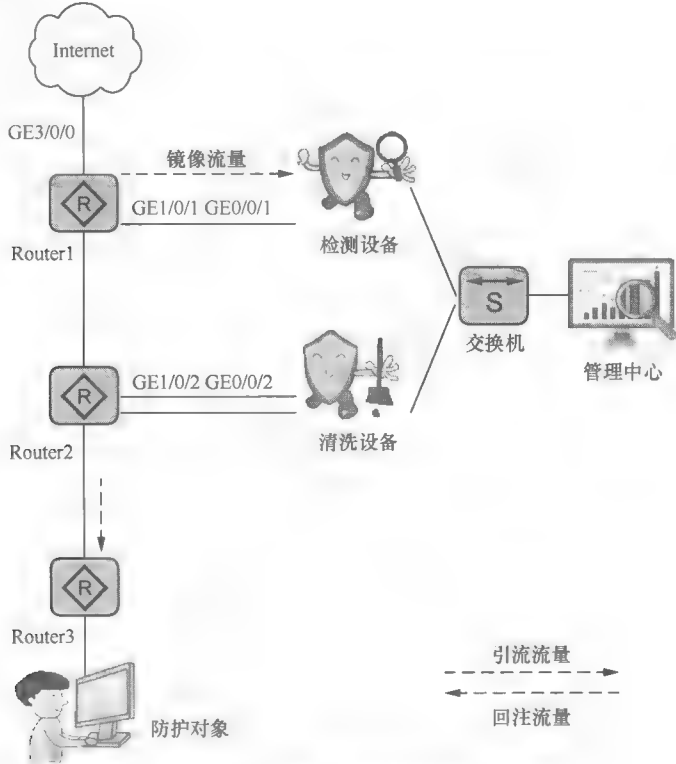 Internet
GE3/0/0
镜像流量
R
GE1/0/1 GE0/0/1
Router1
检测设备
S
交换机
管理中心
R
GE1/0/2 GE0/0/2
清洗设备
Router2
R
Router3
引流流量
回注流量
防护对象